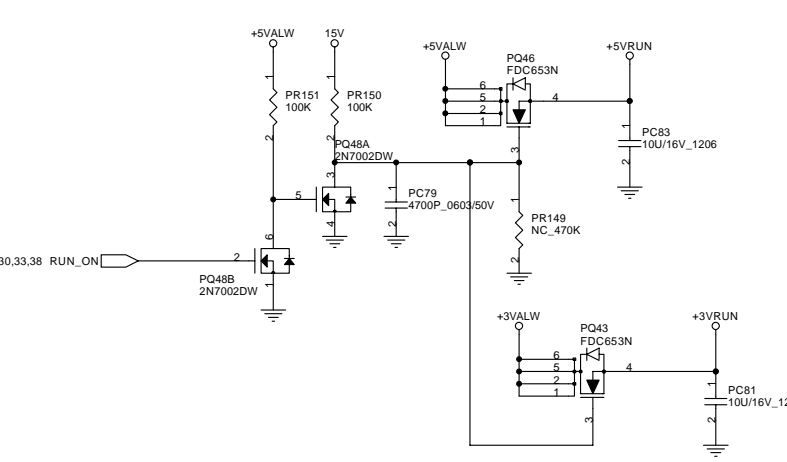 +5VALW
15V
+5VALW
+5VRUN
PQ46
FDC653N
1
PR151
100K
2
1
PR150
100K
2
6
5
2
1
4
3
1
PC83
10U/16V_1206
2
PQ48A
2N7002DW
3
5
4
1
PC79
4700P_0603/50V
2
1
PR149
NC_470K
2
6
30,33,38 RUN_ON
2
PQ48B
2N7002DW
1
+3VALW
+3VRUN
PQ43
FDC653N
6
5
2
1
4
3
1
PC81
10U/16V_12
2